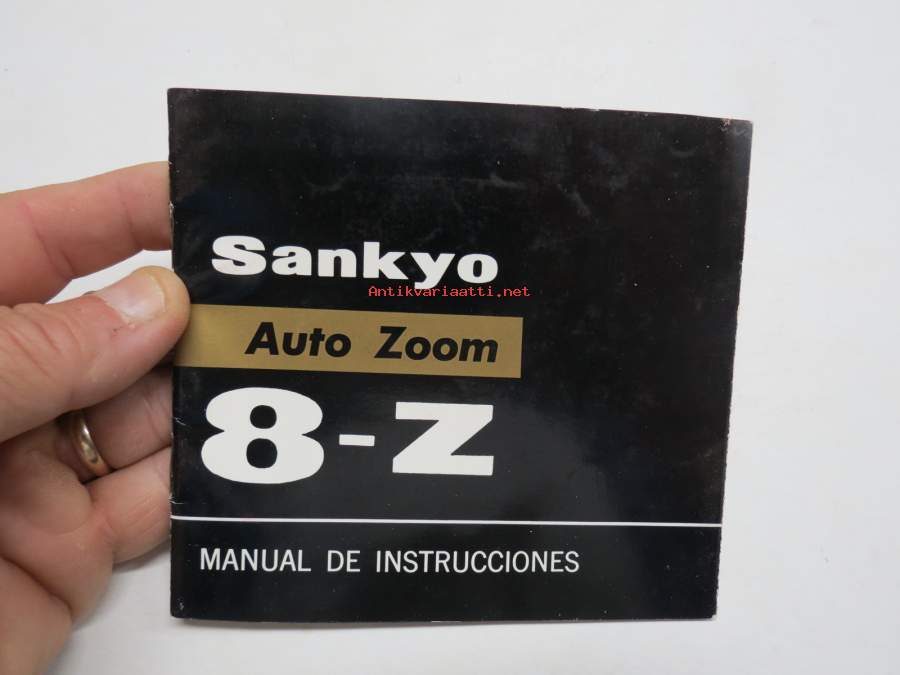 Sankyo
Antikvariaatti.net
Auto Zoom
8-Z
MANUAL DE INSTRUCCIONES